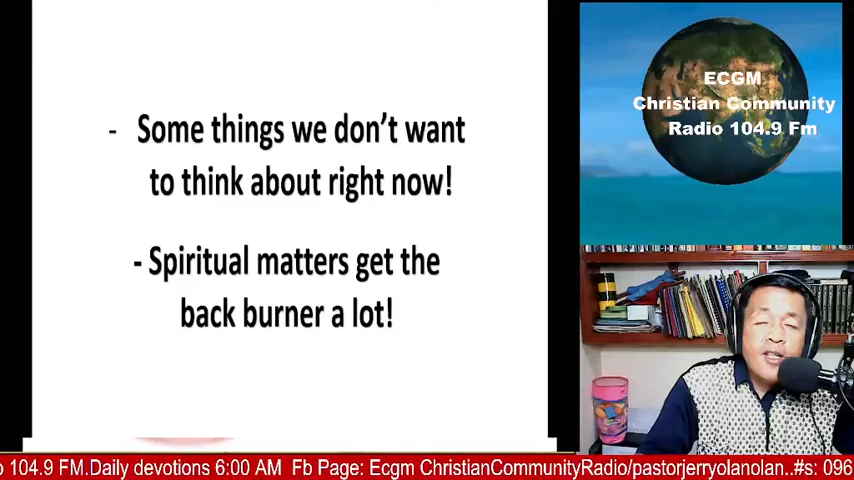 - Some things we don't want
to think about right now!
- Spiritual matters get the
back burner a lot!
ECGM
Christian Community
Radio 104.9 Fm
o 104.9 FM.Daily devotions 6:00 AM Fb Page: Ecgm ChristianCommunityRadio/pastorjerryolanolan..#s: 096